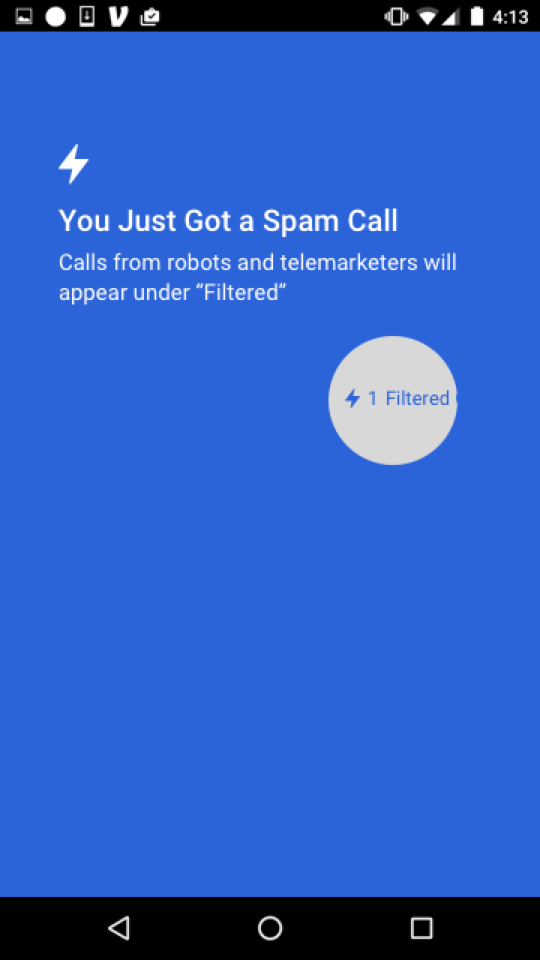 4:13
You Just Got a Spam Call
Calls from robots and telemarketers will
appear under “Filtered”
1 Filtered